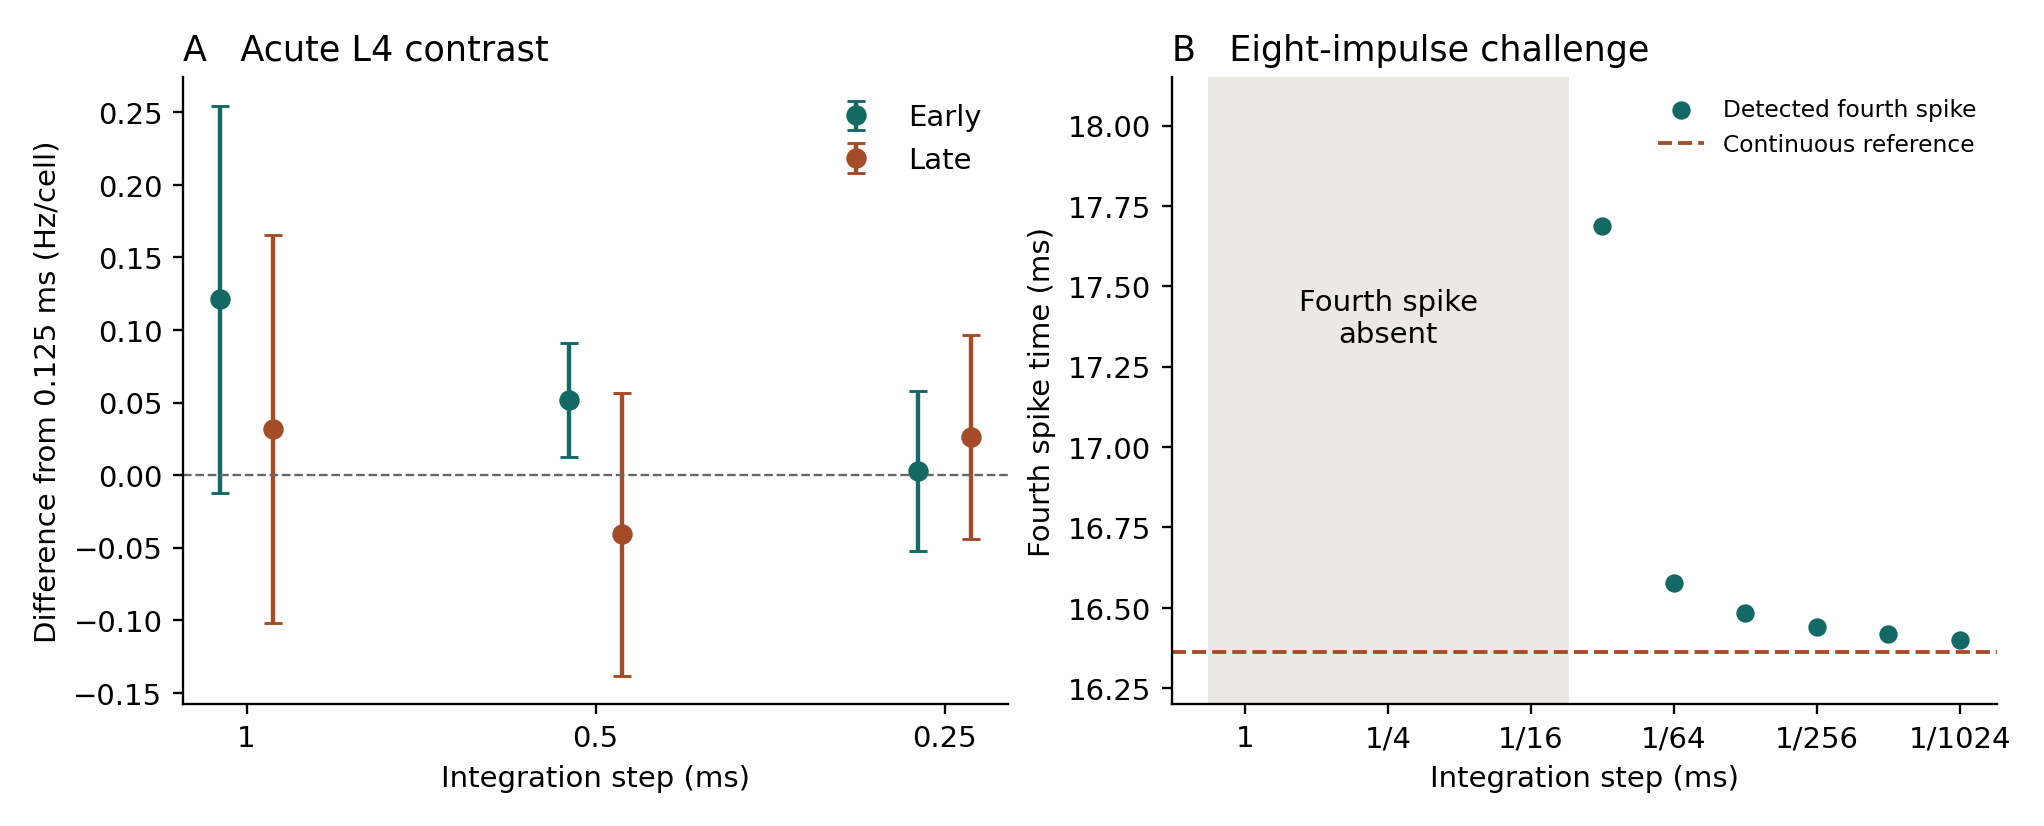 A   Acute L4 contrast
Difference from 0.125 ms (Hz/cell)
0.25
0.20
0.15
0.10
0.05
0.00
−0.05
−0.10
−0.15
Early
Late
1
0.5
0.25
Integration step (ms)
B   Eight-impulse challenge
Fourth spike time (ms)
18.00
17.75
17.50
17.25
17.00
16.75
16.50
16.25
Detected fourth spike
Continuous reference
Fourth spike
absent
1
1/4
1/16
1/64
1/256
1/1024
Integration step (ms)